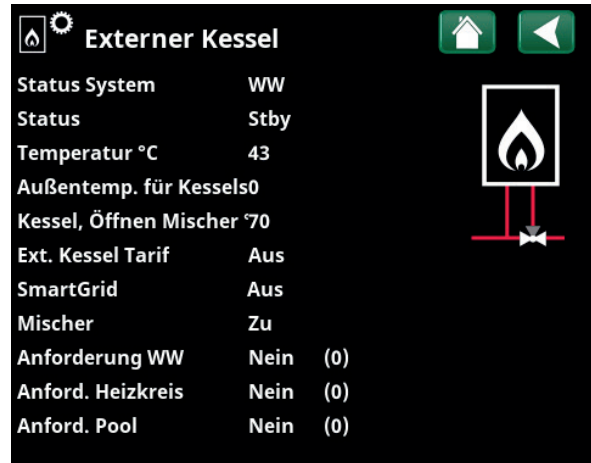 Externer Kessel
Status System WW
Status Stby
Temperatur °C 43
Außentemp. für Kessels0
Kessel, Öffnen Mischer °70
Ext. Kessel Tarif Aus
SmartGrid Aus
Mischer Zu
Anforderung WW Nein (0)
Anford. Heizkreis Nein (0)
Anford. Pool Nein (0)